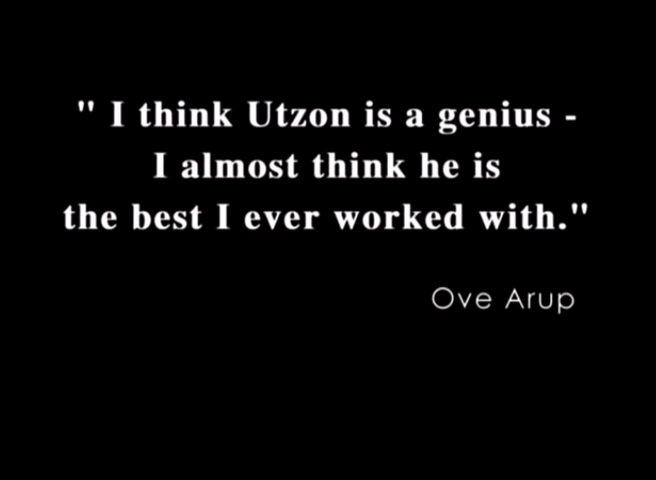 " I think Utzon is a genius -
I almost think he is
the best I ever worked with."
Ove Arup